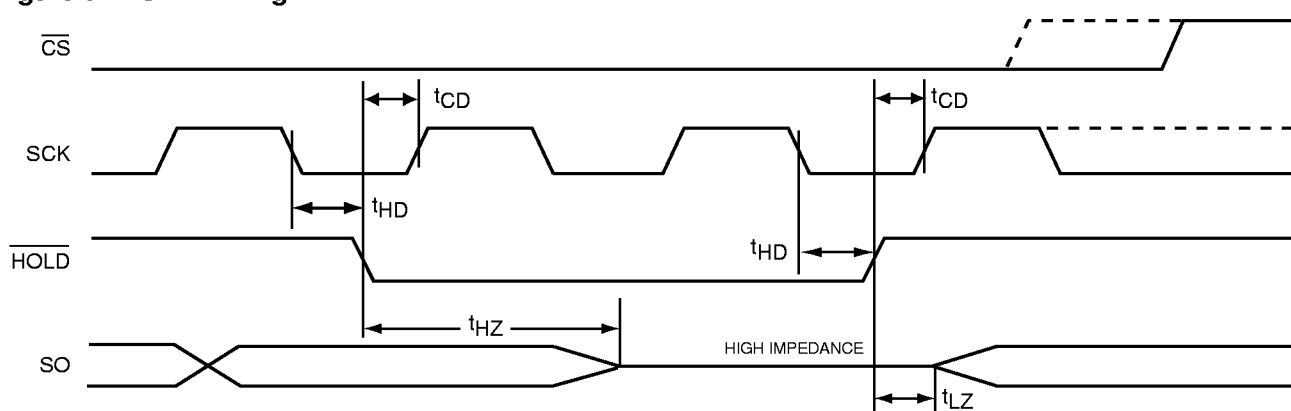 CS
tCD
tCD
SCK
tHD
HOLD
tHD
tHZ
HIGH IMPEDANCE
SO
tLZ